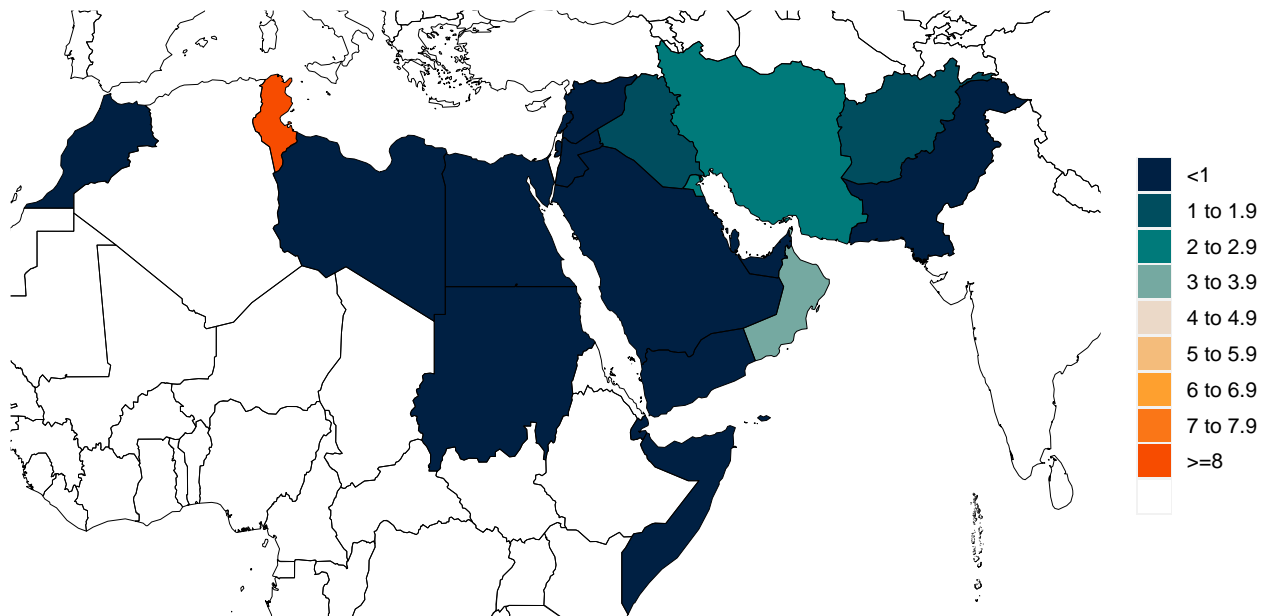 <1
1 to 1.9
2 to 2.9
3 to 3.9
4 to 4.9
5 to 5.9
6 to 6.9
7 to 7.9
>=8